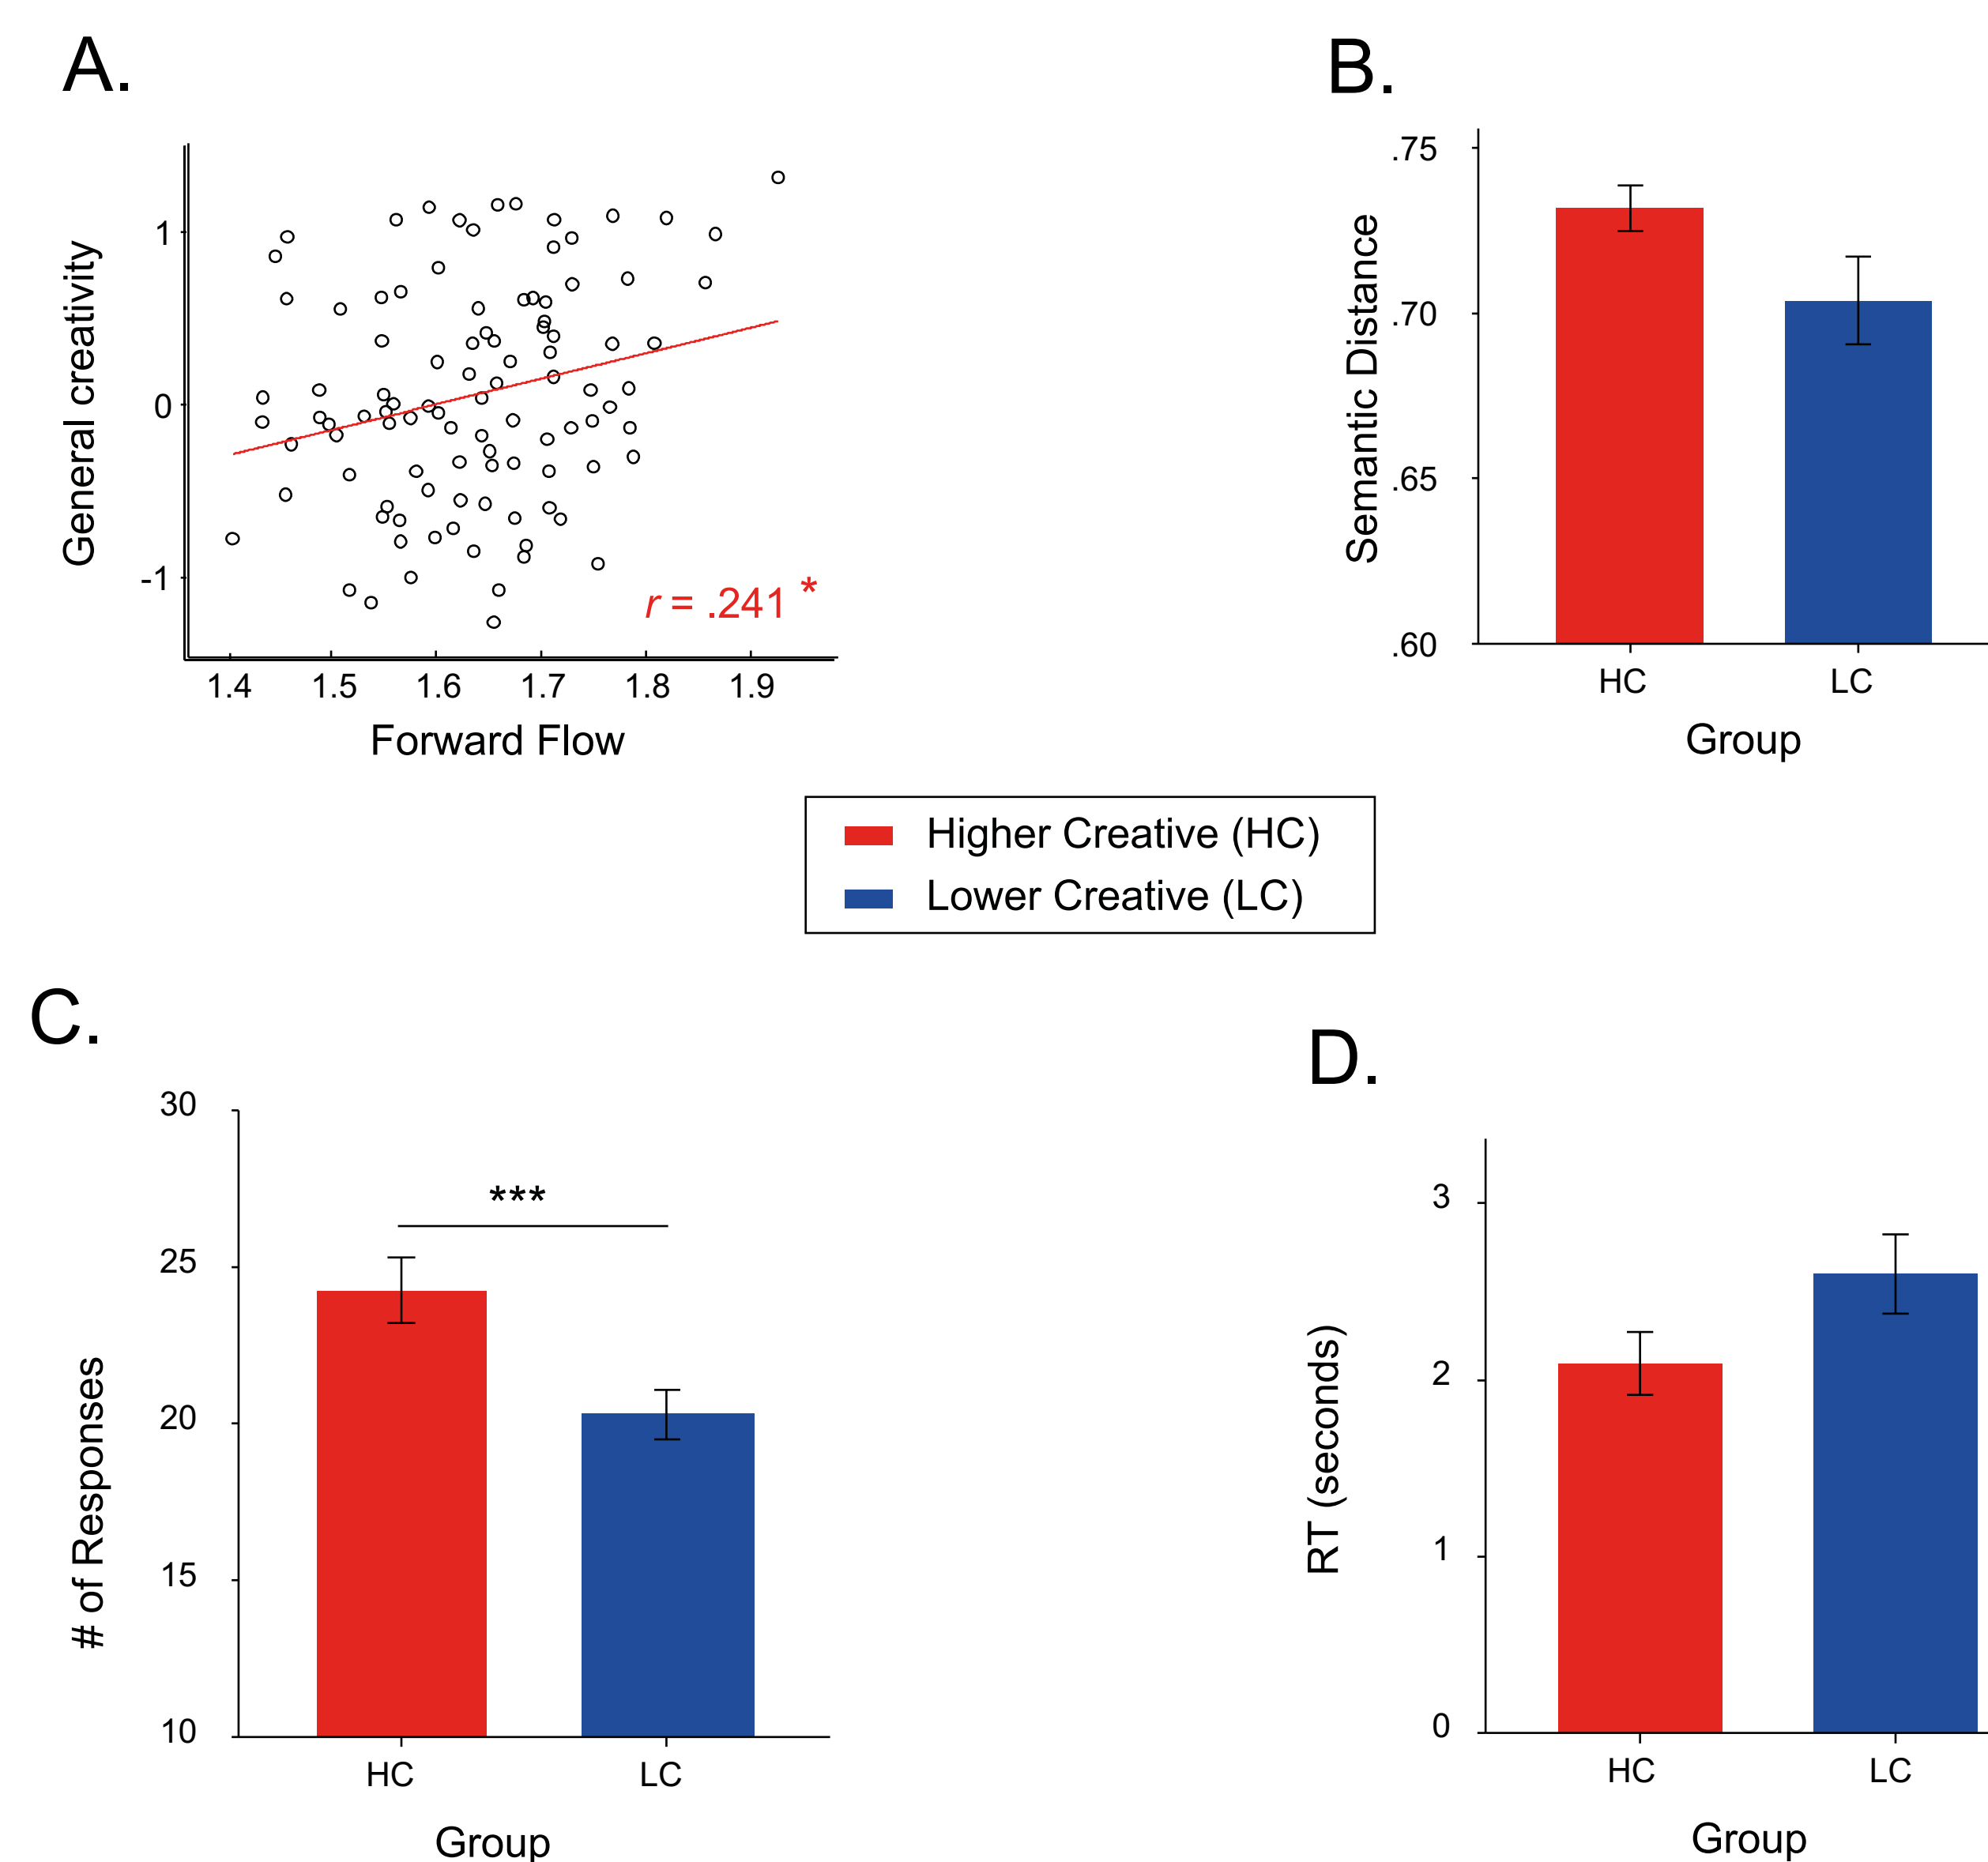 A.
General creativity
1
0
-1
r = .241 *
1.4 1.5 1.6 1.7 1.8 1.9
Forward Flow
B.
Semantic Distance
.75
.70
.65
.60
HC LC
Group
Higher Creative (HC)
Lower Creative (LC)
C.
# of Responses
30
25
20
15
10
***
HC LC
Group
D.
RT (seconds)
3
2
1
0
HC LC
Group